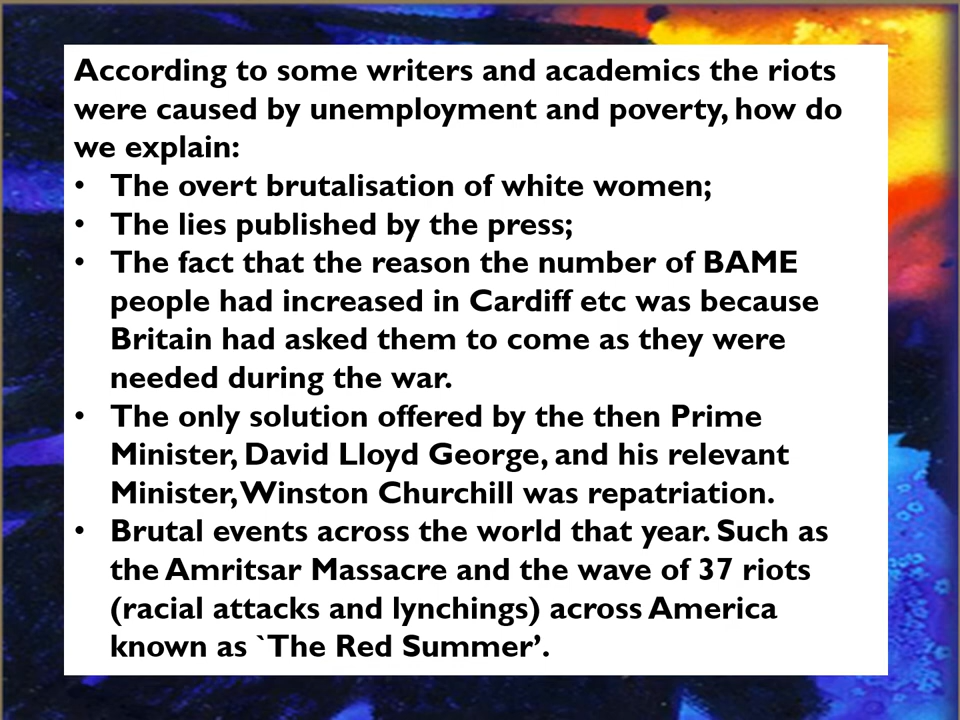 According to some writers and academics the riots
were caused by unemployment and poverty, how do
we explain:
• The overt brutalisation of white women;
• The lies published by the press;
• The fact that the reason the number of BAME
people had increased in Cardiff etc was because
Britain had asked them to come as they were
needed during the war.
• The only solution offered by the then Prime
Minister, David Lloyd George, and his relevant
Minister, Winston Churchill was repatriation.
• Brutal events across the world that year. Such as
the Amritsar Massacre and the wave of 37 riots
(racial attacks and lynchings) across America
known as `The Red Summer’.